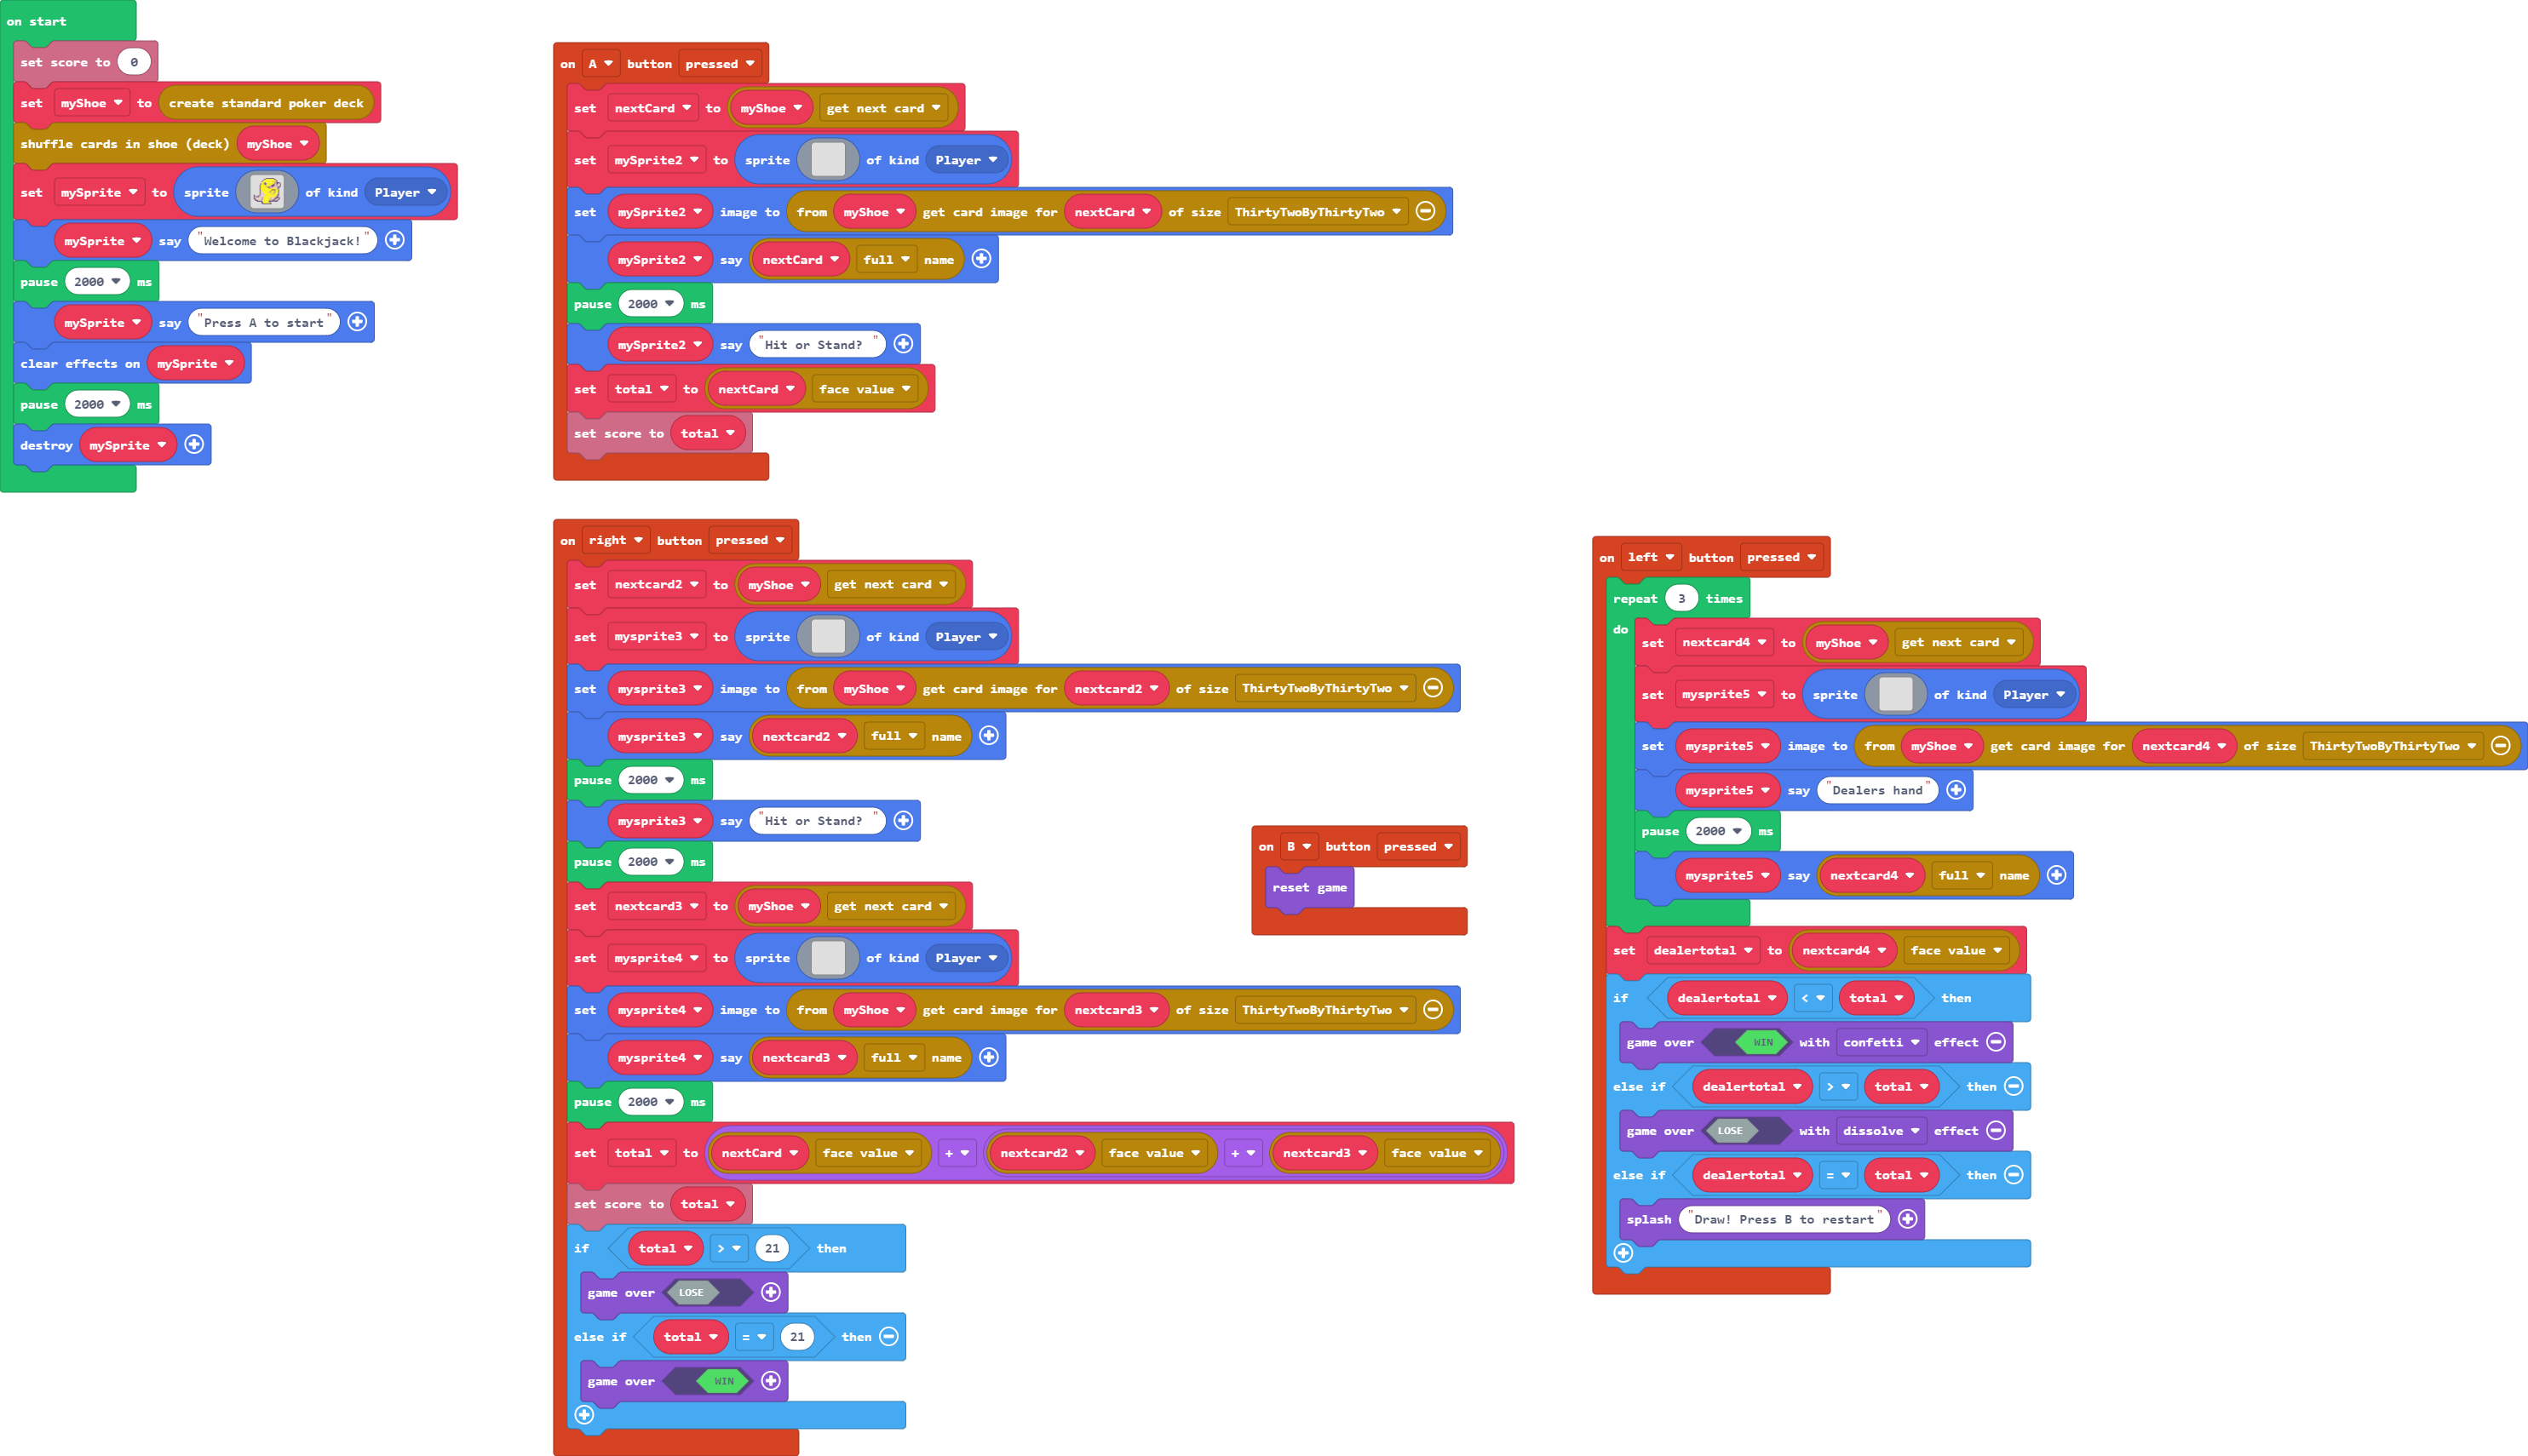 on start
set score to 0
set myShoe to create standard poker deck
shuffle cards in shoe (deck) myShoe
set mySprite to sprite of kind Player
mySprite say "Welcome to Blackjack!"
pause 2000 ms
mySprite say "Press A to start"
clear effects on mySprite
pause 2000 ms
destroy mySprite
on A button pressed
set nextCard to myShoe get next card
set mySprite2 to sprite of kind Player
set mySprite2 image to from myShoe get card image for nextCard of size ThirtyTwoByThirtyTwo
mySprite2 say nextCard full name
pause 2000 ms
mySprite2 say "Hit or Stand? "
set total to nextCard face value
set score to total
on right button pressed
set nextcard2 to myShoe get next card
set mysprite3 to sprite of kind Player
set mysprite3 image to from myShoe get card image for nextcard2 of size ThirtyTwoByThirtyTwo
mysprite3 say nextcard2 full name
pause 2000 ms
mysprite3 say "Hit or Stand? "
pause 2000 ms
set nextcard3 to myShoe get next card
set mysprite4 to sprite of kind Player
set mysprite4 image to from myShoe get card image for nextcard3 of size ThirtyTwoByThirtyTwo
mysprite4 say nextcard3 full name
pause 2000 ms
set total to nextCard face value + nextcard2 face value + nextcard3 face value
set score to total
if total > 21 then
game over LOSE
else if total = 21 then
game over WIN
on B button pressed
reset game
on left button pressed
repeat 3 times
do set nextcard4 to myShoe get next card
set mysprite5 to sprite of kind Player
set mysprite5 image to from myShoe get card image for nextcard4 of size ThirtyTwoByThirtyTwo
mysprite5 say "Dealers hand"
pause 2000 ms
mysprite5 say nextcard4 full name
set dealertotal to nextcard4 face value
if dealertotal < total then
game over WIN with confetti effect
else if dealertotal > total then
game over LOSE with dissolve effect
else if dealertotal = total then
splash "Draw! Press B to restart"